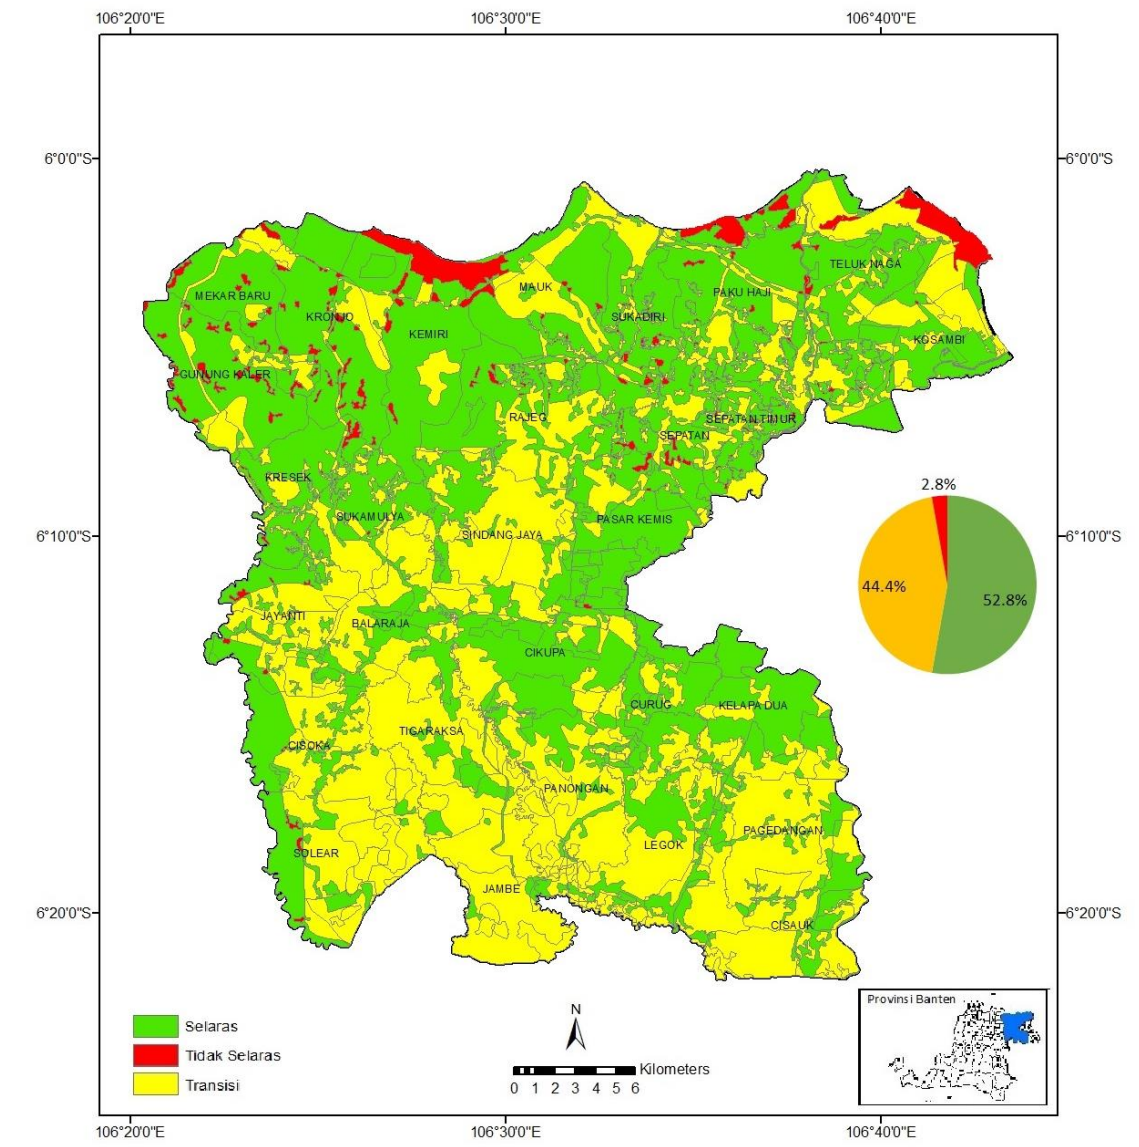 106°20'0"E 106°30'0"E 106°40'0"E
6°0'0"S 6°0'0"S
TELUK NAGA
MEKAR BARU MAUK PAKU HAJI
KRONJO KEMIRI SUKADIRI KOSAMBI
GUNUNG KALER
RAJEG SEPATAN TIMUR
SEPATAN
KRESEK
2.8%
SUKAMULYA SINDANG JAYA PASAR KEMIS
6°10'0"S 6°10'0"S
44.4% 52.8%
JAYANTI BALARAJA
CIKUPA
CURUG KELAPA DUA
CISOKA TIGARAKSA
PANONGAN
PAGEDANGAN
SOLEAR LEGOK
JAMBE
6°20'0"S 6°20'0"S
CISAUK
Provinsi Banten
N
Selaras
Tidak Selaras
Transisi
Kilometers
0 1 2 3 4 5 6
106°20'0"E 106°30'0"E 106°40'0"E